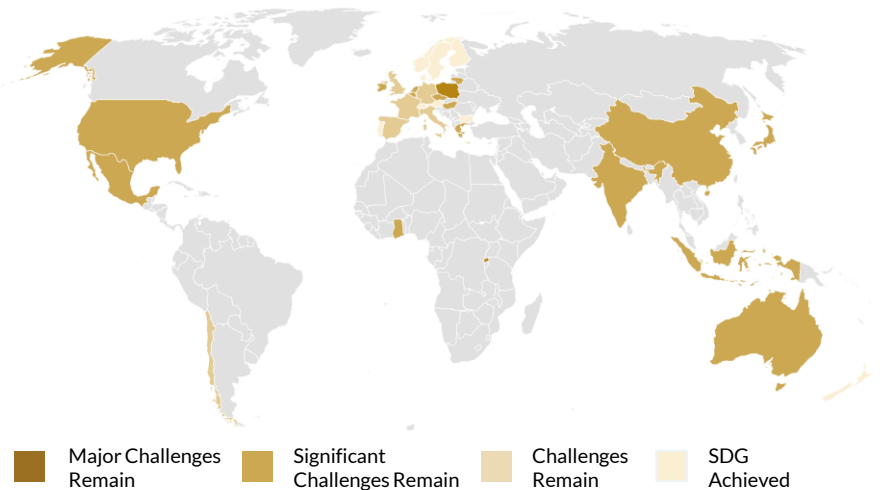 Major Challenges
Remain
Significant
Challenges Remain
Challenges
Remain
SDG
Achieved